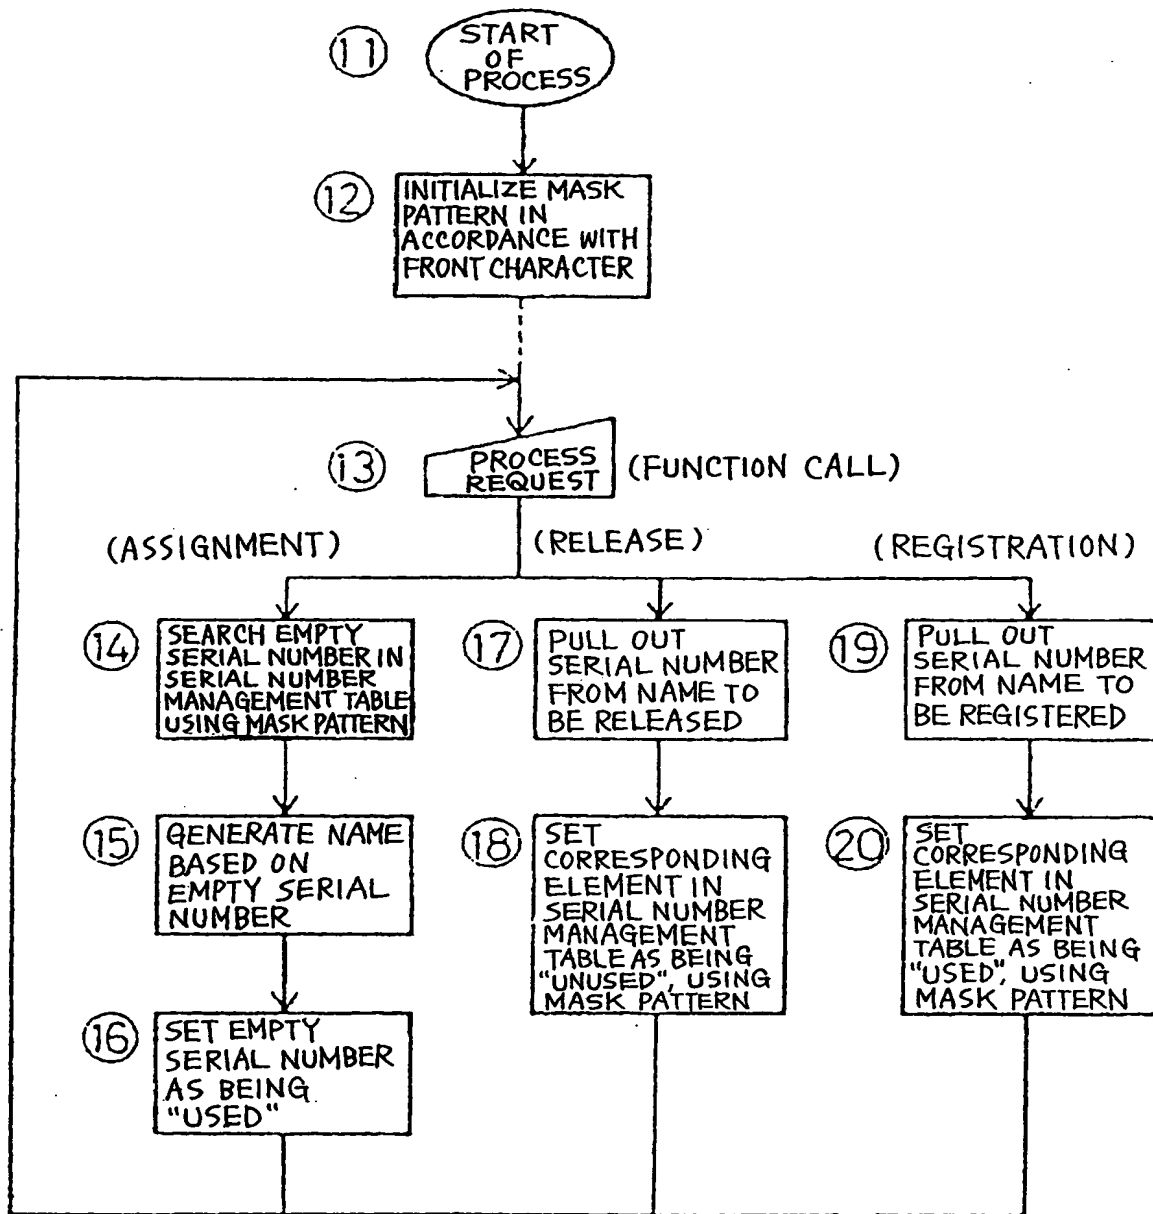 11
START
OF
PROCESS
12
INITIALIZE MASK
PATTERN IN
ACCORDANCE WITH
FRONT CHARACTER
13
PROCESS
REQUEST
(FUNCTION CALL)
(ASSIGNMENT)
(RELEASE)
(REGISTRATION)
14
SEARCH EMPTY
SERIAL NUMBER IN
SERIAL NUMBER
MANAGEMENT TABLE
USING MASK PATTERN
17
PULL OUT
SERIAL NUMBER
FROM NAME TO
BE RELEASED
19
PULL OUT
SERIAL NUMBER
FROM NAME TO
BE REGISTERED
15
GENERATE NAME
BASED ON
EMPTY SERIAL
NUMBER
18
SET
CORRESPONDING
ELEMENT IN
SERIAL NUMBER
MANAGEMENT
TABLE AS BEING
"UNUSED", USING
MASK PATTERN
20
SET
CORRESPONDING
ELEMENT IN
SERIAL NUMBER
MANAGEMENT
TABLE AS BEING
"USED", USING
MASK PATTERN
16
SET EMPTY
SERIAL NUMBER
AS BEING
"USED"